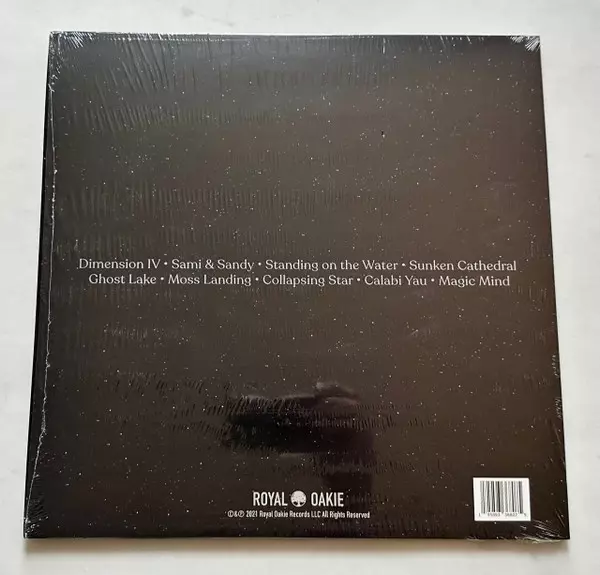 Dimension IV • Sami & Sandy • Standing on the Water • Sunken Cathedral
Ghost Lake • Moss Landing • Collapsing Star • Calabi Yau • Magic Mind
ROYAL OAKIE
©&℗ 2021 Royal Oakie Records LLC All Rights Reserved